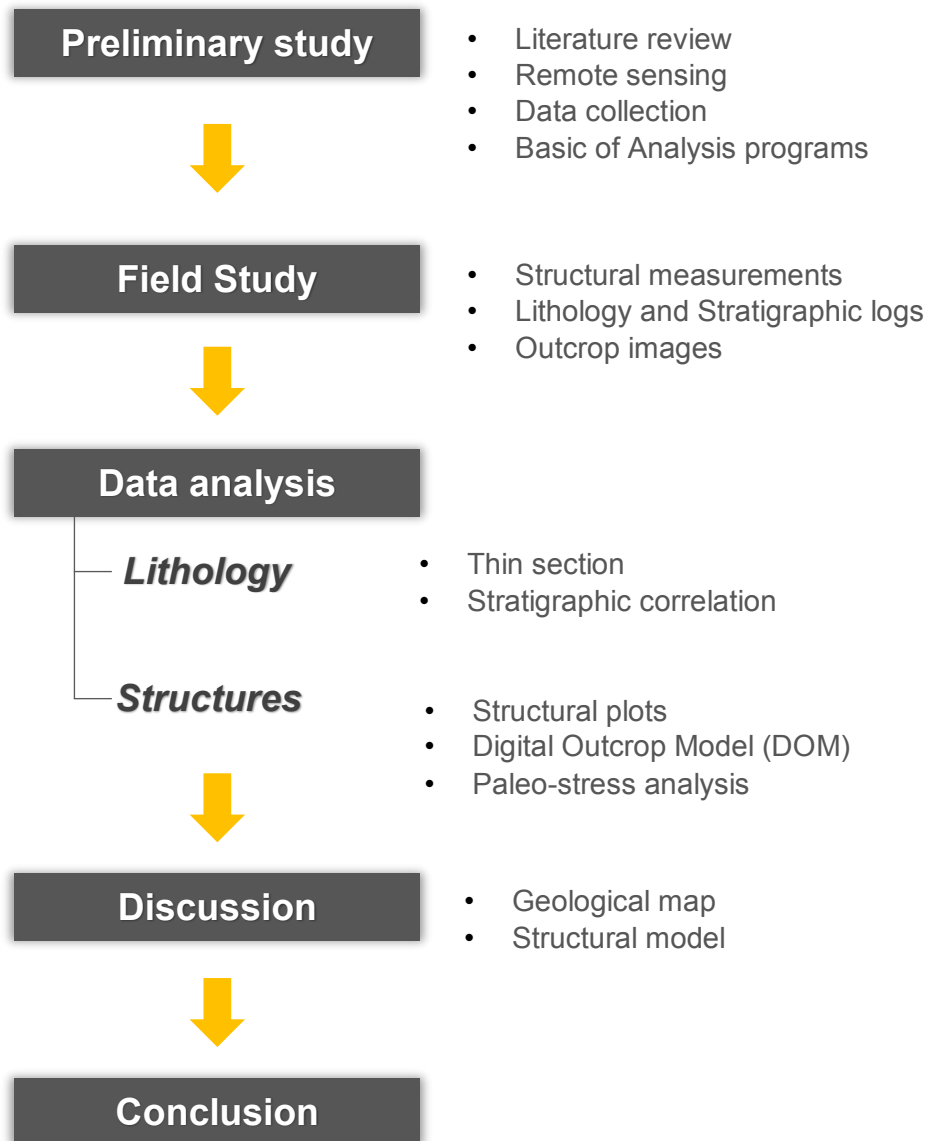 Preliminary study
• Literature review
• Remote sensing
• Data collection
• Basic of Analysis programs
Field Study
• Structural measurements
• Lithology and Stratigraphic logs
• Outcrop images
Data analysis
Lithology
• Thin section
• Stratigraphic correlation
Structures
• Structural plots
• Digital Outcrop Model (DOM)
• Paleo-stress analysis
Discussion
• Geological map
• Structural model
Conclusion